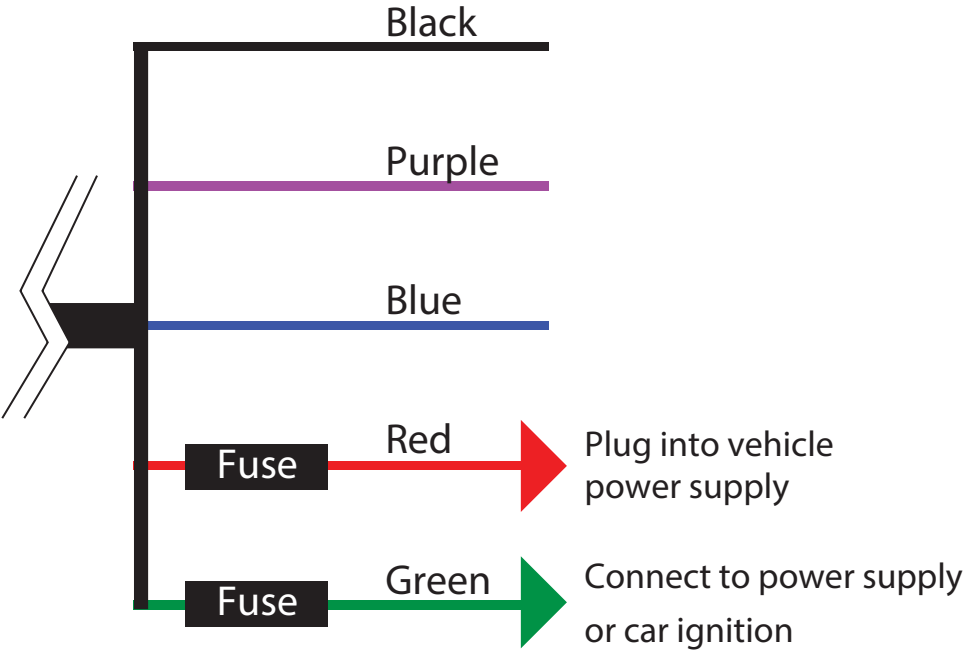 Black
Purple
Blue
Fuse
Red
Plug into vehicle
power supply
Fuse
Green
Connect to power supply
or car ignition